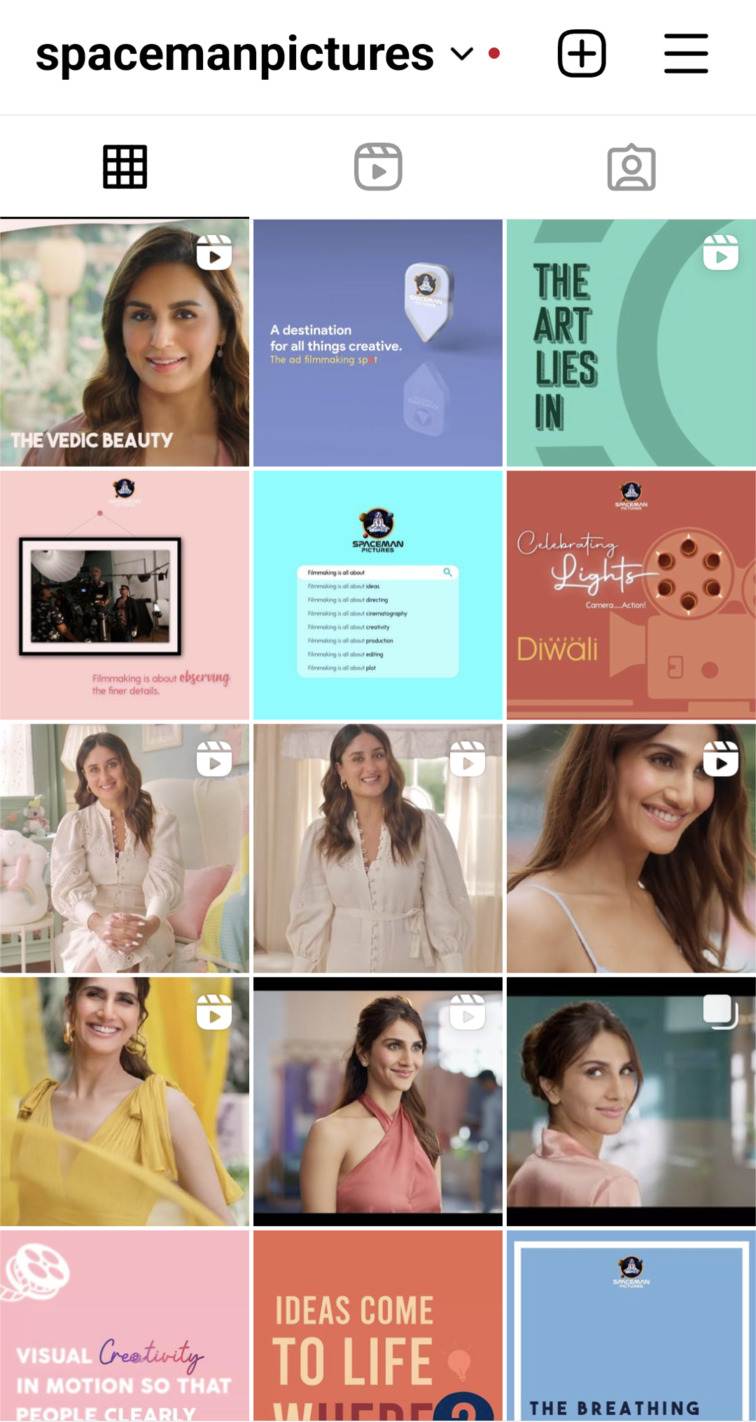 spacemanpictures
THE VEDIC BEAUTY
A destination
for all things creative.
The ad filmmaking spot
THE
ART
LIES
IN
Filmmaking is about observing
the finer details.
SPACEMAN
PICTURES
Filmmaking is all about
Filmmaking is all about ideas
Filmmaking is all about directing
Filmmaking is all about cinematography
Filmmaking is all about creativity
Filmmaking is all about production
Filmmaking is all about editing
Filmmaking is all about plot
SPACEMAN
PICTURES
Celebrating
Lights
Camera....Action!
HAPPY
Diwali
VISUAL Creativity
IN MOTION SO THAT
PEOPLE CLEARLY
IDEAS COME
TO LIFE
WHERE?
SPACEMAN
PICTURES
THE BREATHING